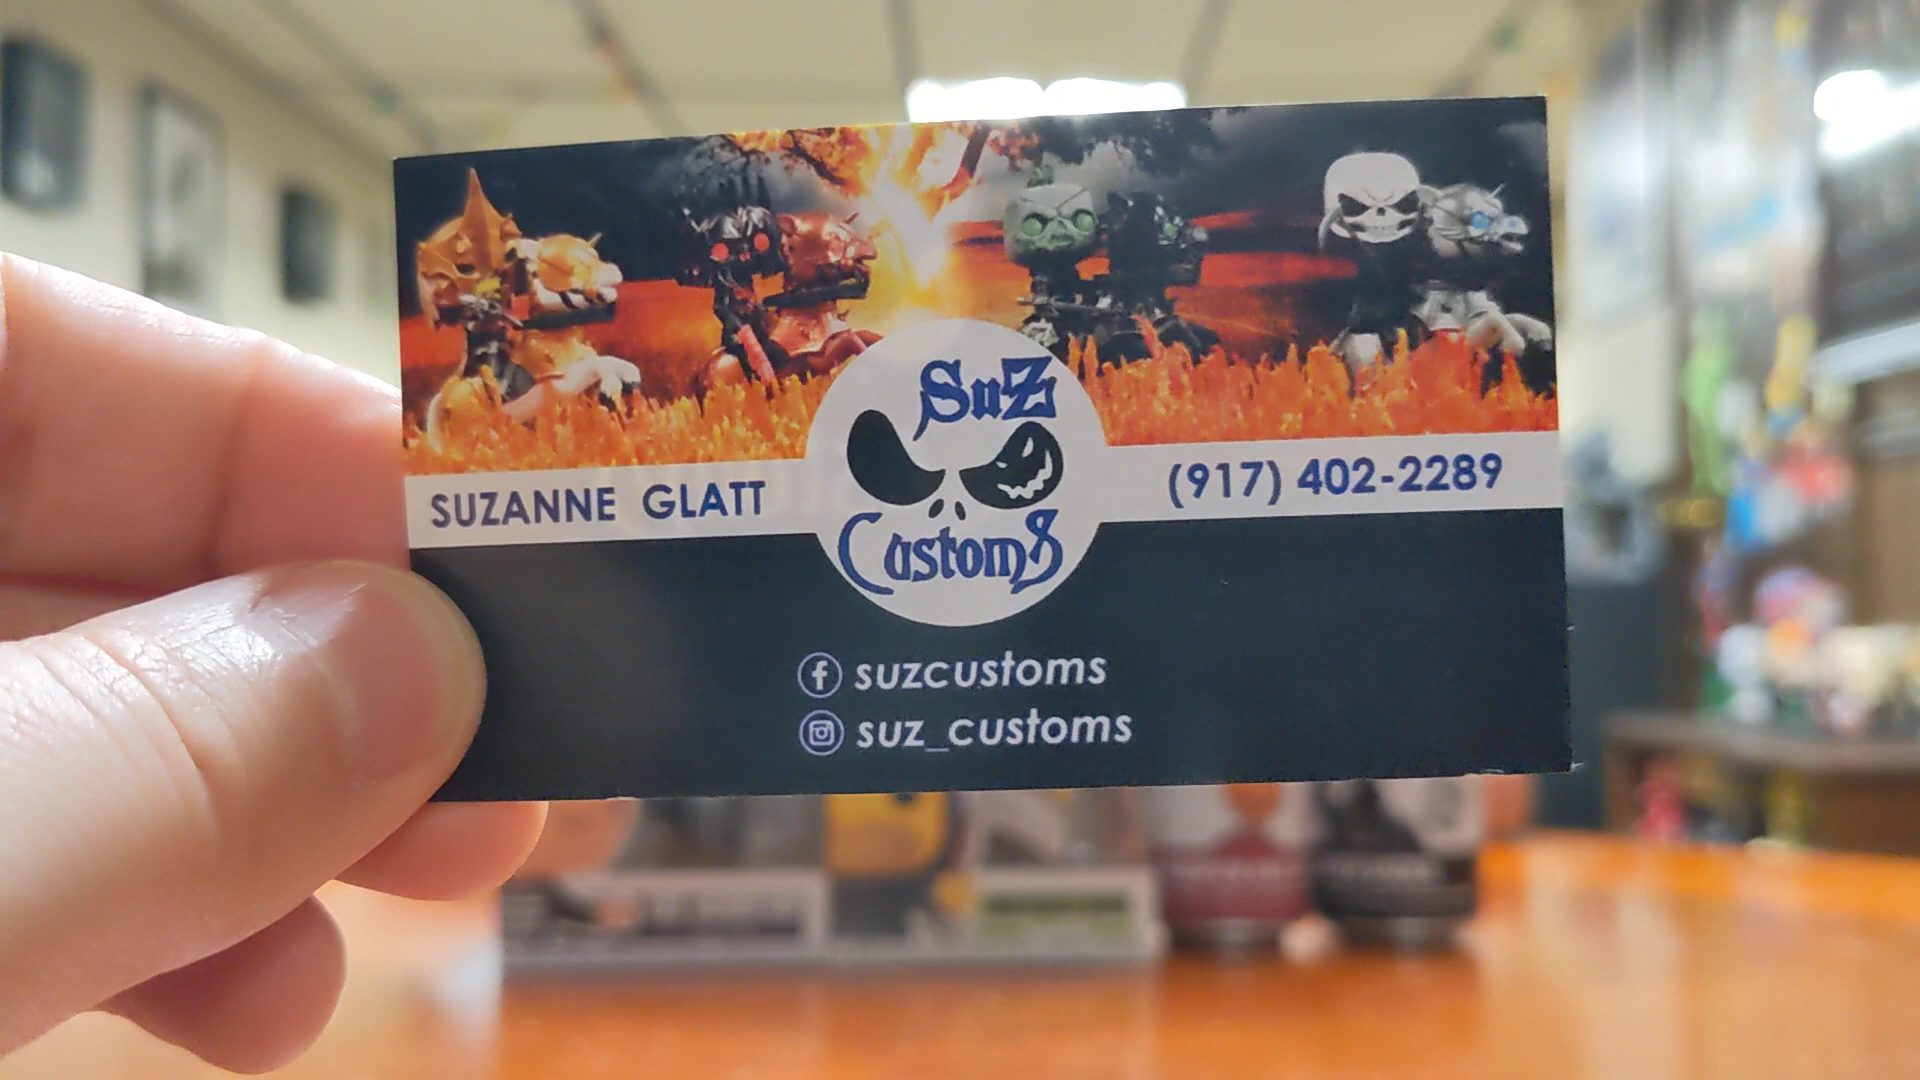 SuZ
CustomS
SUZANNE GLATT
(917) 402-2289
suzcustoms
suz_customs